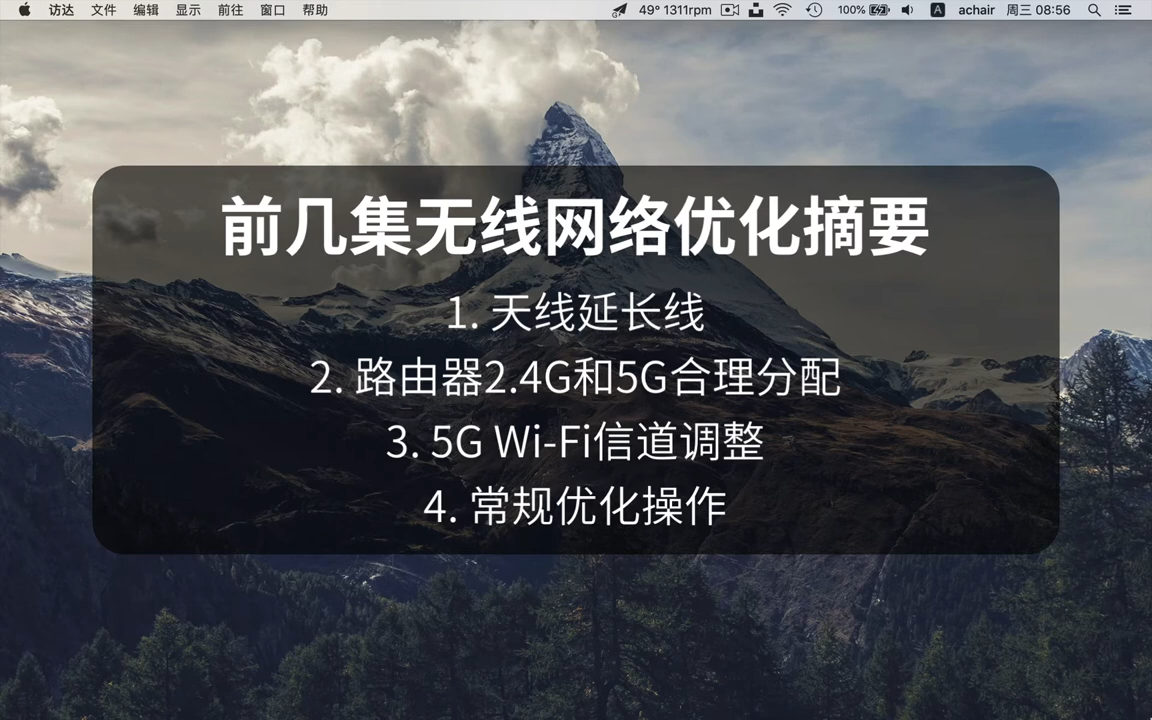 访达 文件 编辑 显示 前往 窗口 帮助 49° 1311rpm 100% A achair 周三 08:56
前几集无线网络优化摘要
1. 天线延长线
2. 路由器2.4G和5G合理分配
3. 5G Wi-Fi信道调整
4. 常规优化操作